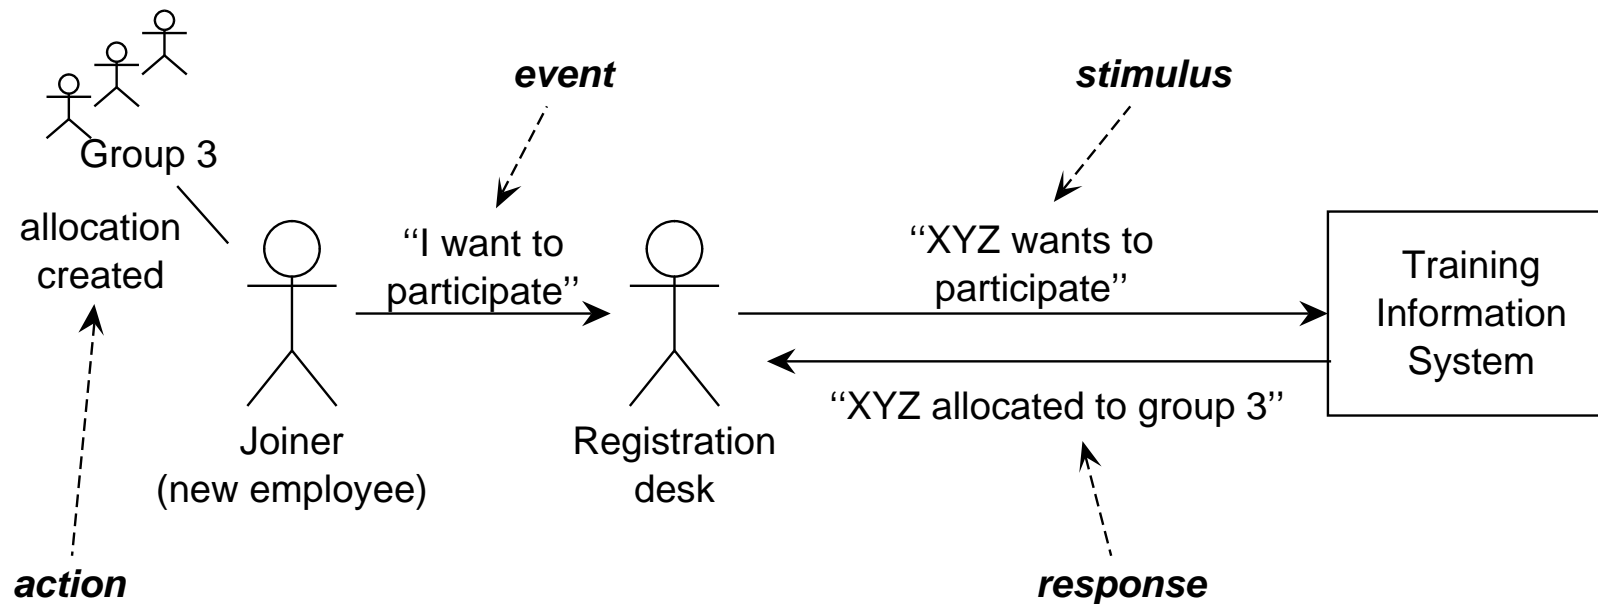 event
stimulus
Group 3
allocation
created
“I want to
participate”
“XYZ wants to
participate”
Training
Information
System
“XYZ allocated to group 3”
Joiner
(new employee)
Registration
desk
action
response